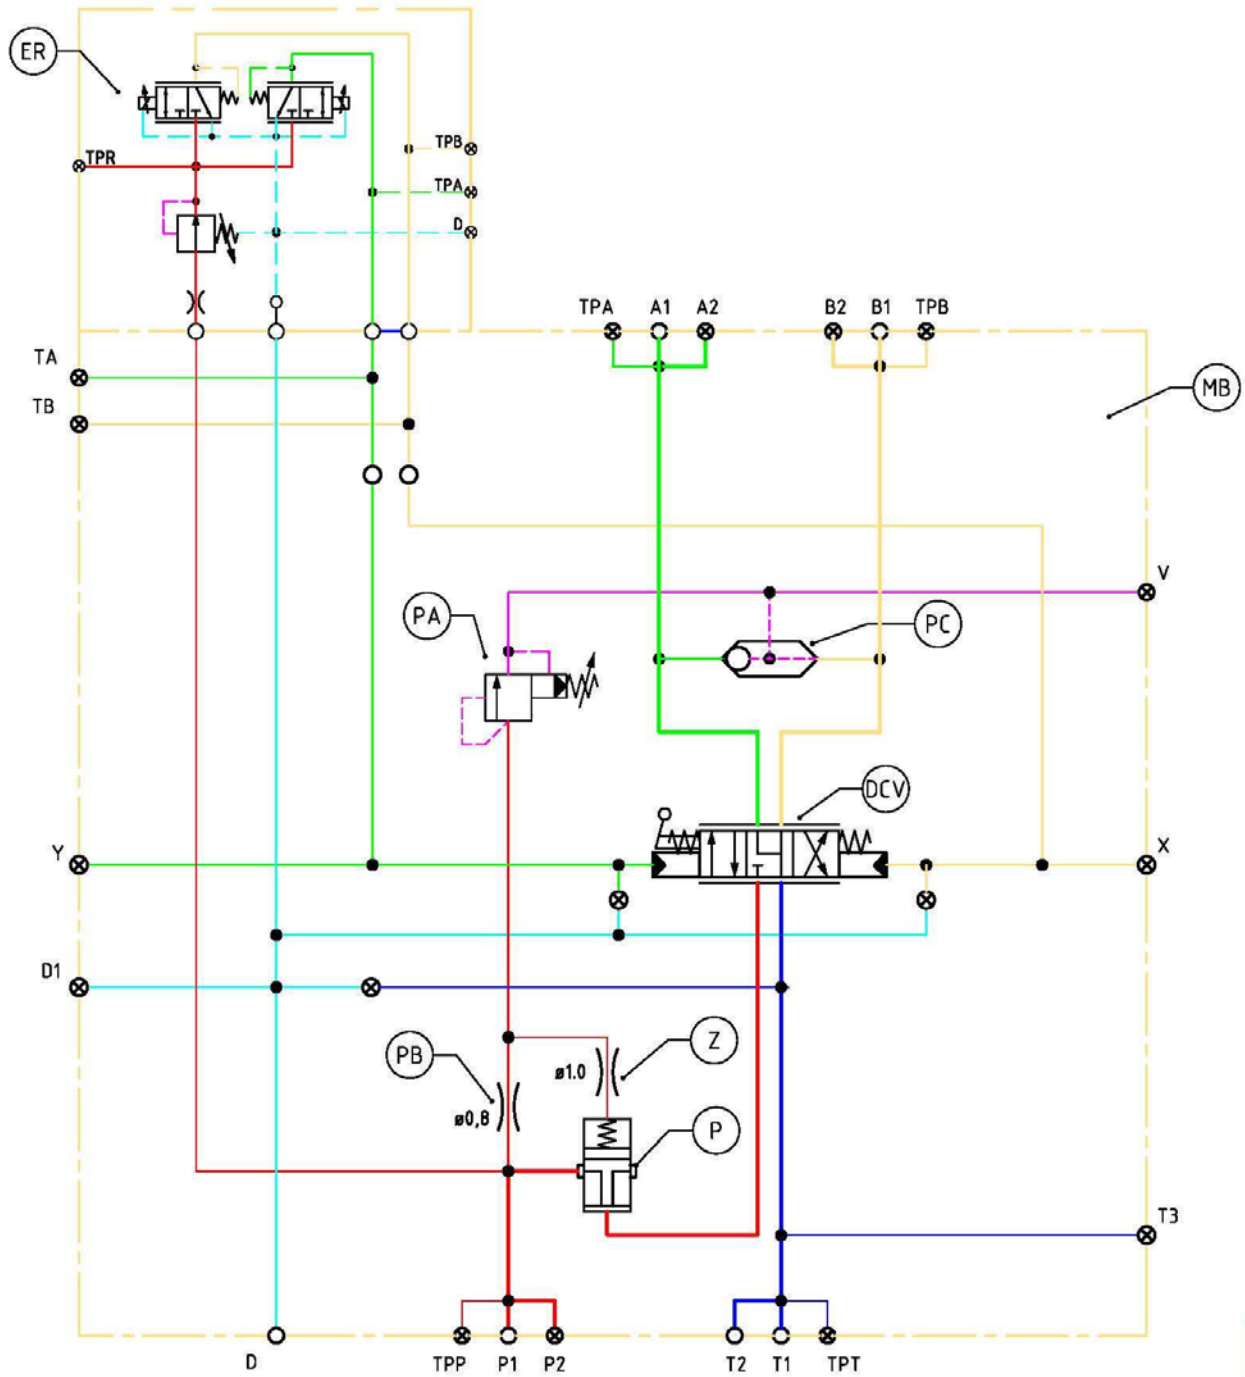 ER
TPR
TPB
TPA
D
TPA A1 A2 B2 B1 TPB
TA
TB
MB
V
PA
PC
DCV
Y
X
D1
PB
Z
ø1.0
ø0,8
P
T3
D TPP P1 P2 T2 T1 TPT